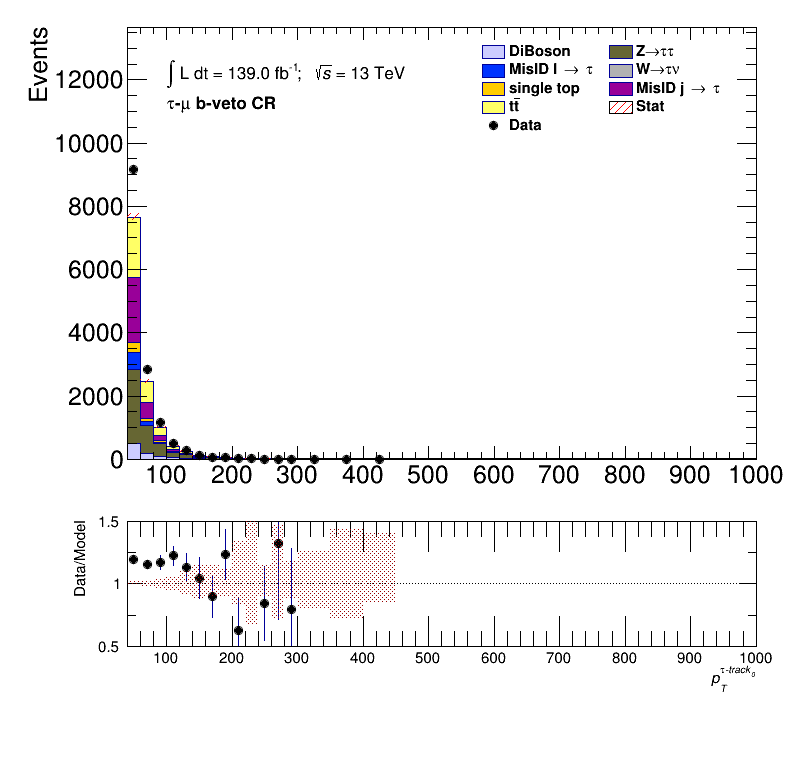 Events
12000
10000
8000
6000
4000
2000
0
∫ L dt = 139.0 fb⁻¹; √s = 13 TeV
τ-μ b-veto CR
DiBoson
MisID l → τ
single top
tt̄
Data
Z→ττ
W→τν
MisID j → τ
Stat
100 200 300 400 500 600 700 800 900 1000
Data/Model
1.5
1
0.5
100 200 300 400 500 600 700 800 900 1000
p_T^{τ-track₀}